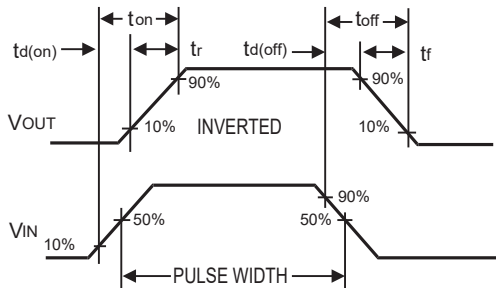 ton
toff
td(on)
tr
td(off)
tf
90%
90%
VOUT
10%
INVERTED
10%
90%
VIN
50%
50%
10%
PULSE WIDTH